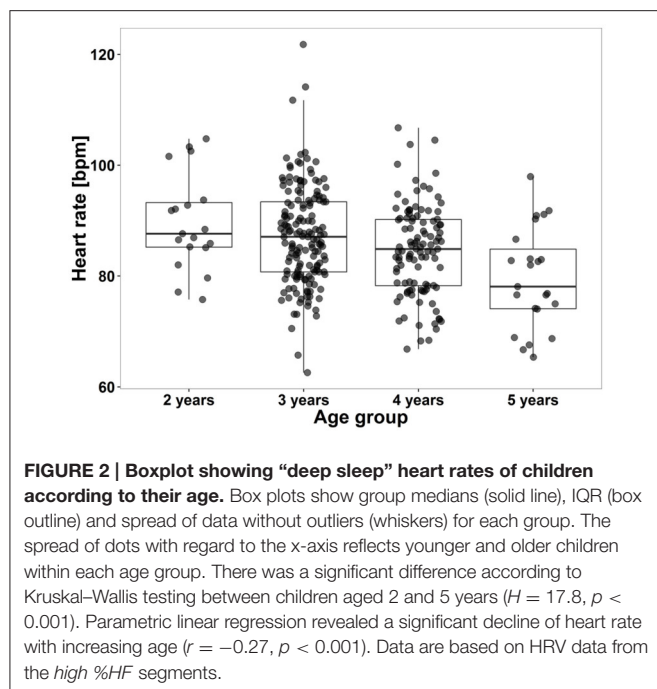 120
100
80
60
Heart rate [bpm]
2 years 3 years 4 years 5 years
Age group
FIGURE 2 | Boxplot showing “deep sleep” heart rates of children
according to their age. Box plots show group medians (solid line), IQR (box
outline) and spread of data without outliers (whiskers) for each group. The
spread of dots with regard to the x-axis reflects younger and older children
within each age group. There was a significant difference according to
Kruskal–Wallis testing between children aged 2 and 5 years (H = 17.8, p <
0.001). Parametric linear regression revealed a significant decline of heart rate
with increasing age (r = −0.27, p < 0.001). Data are based on HRV data from
the high %HF segments.